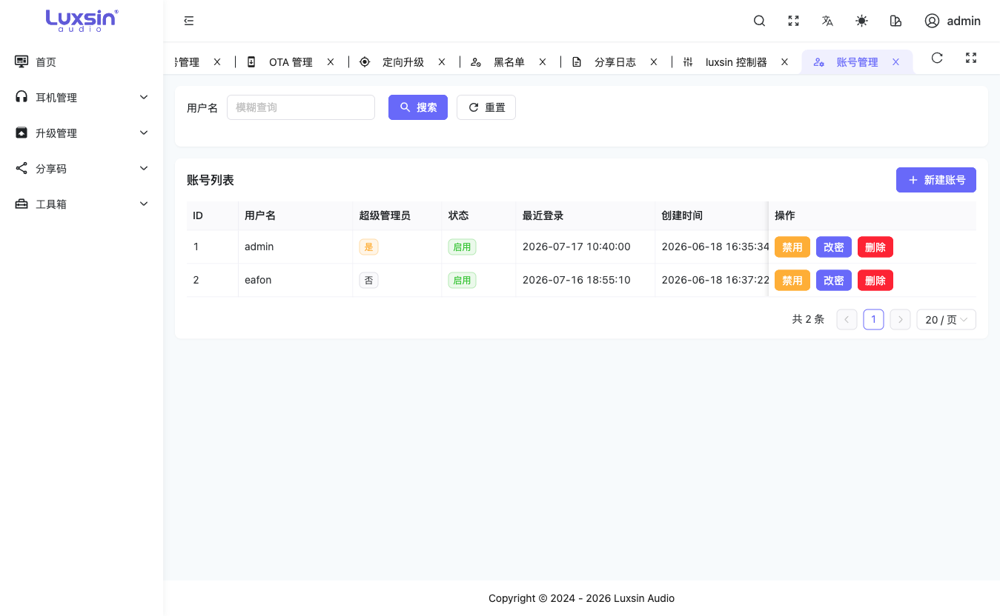 Luxsin®
audio
admin
首页
耳机管理
升级管理
分享码
工具箱
号管理
OTA 管理
定向升级
黑名单
分享日志
luxsin 控制器
账号管理
用户名 模糊查询 搜索 重置
账号列表 新建账号
ID 用户名 超级管理员 状态 最近登录 创建时间 操作
1 admin 是 启用 2026-07-17 10:40:00 2026-06-18 16:35:34 禁用 改密 删除
2 eafon 否 启用 2026-07-16 18:55:10 2026-06-18 16:37:22 禁用 改密 删除
共 2 条 1 20 / 页
Copyright © 2024 - 2026 Luxsin Audio